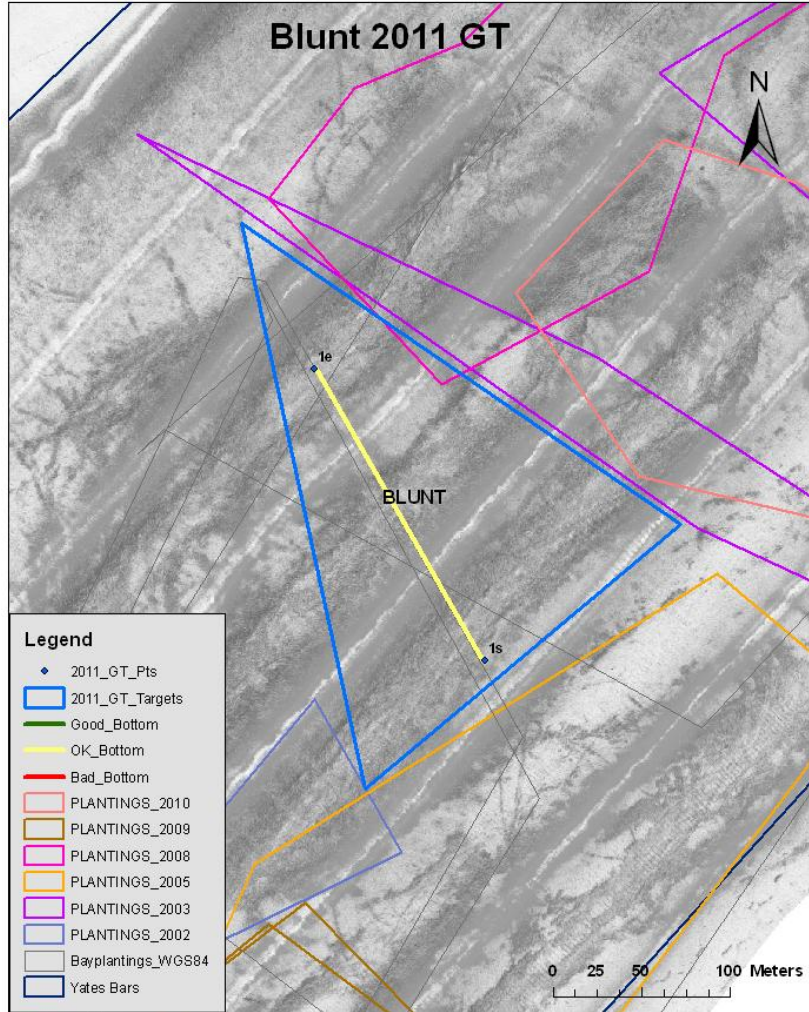 Blunt 2011 GT
N
1e
BLUNT
1s
Legend
2011_GT_Pts
2011_GT_Targets
Good_Bottom
OK_Bottom
Bad_Bottom
PLANTINGS_2010
PLANTINGS_2009
PLANTINGS_2008
PLANTINGS_2005
PLANTINGS_2003
PLANTINGS_2002
Bayplantings_WGS84
Yates Bars
0 25 50 100 Meters